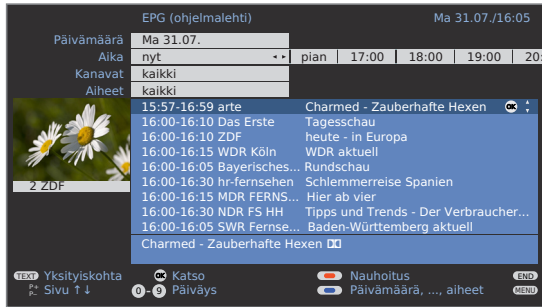 EPG (ohjelmalehti) Ma 31.07./16:05
Päivämäärä Ma 31.07.
Aika nyt pian 17:00 18:00 19:00 20:
Kanavat kaikki
Aiheet kaikki
15:57-16:59 arte Charmed - Zauberhafte Hexen OK
16:00-16:10 Das Erste Tagesschau
16:00-16:10 ZDF heute - in Europa
16:00-16:15 WDR Köln WDR aktuell
16:00-16:05 Bayerisches... Rundschau
16:00-16:30 hr-fernsehen Schlemmerreise Spanien
16:00-16:15 MDR FERNS... Hier ab vier
16:00-16:30 NDR FS HH Tipps und Trends - Der Verbraucher...
16:00-16:05 SWR Fernse... Baden-Württemberg aktuell
2 ZDF
Charmed - Zauberhafte Hexen
TEXT Yksityiskohta OK Katso Nauhoitus END
P+ P- Sivu ↑↓ 0-9 Päiväys Päivämäärä, ..., aiheet MENU